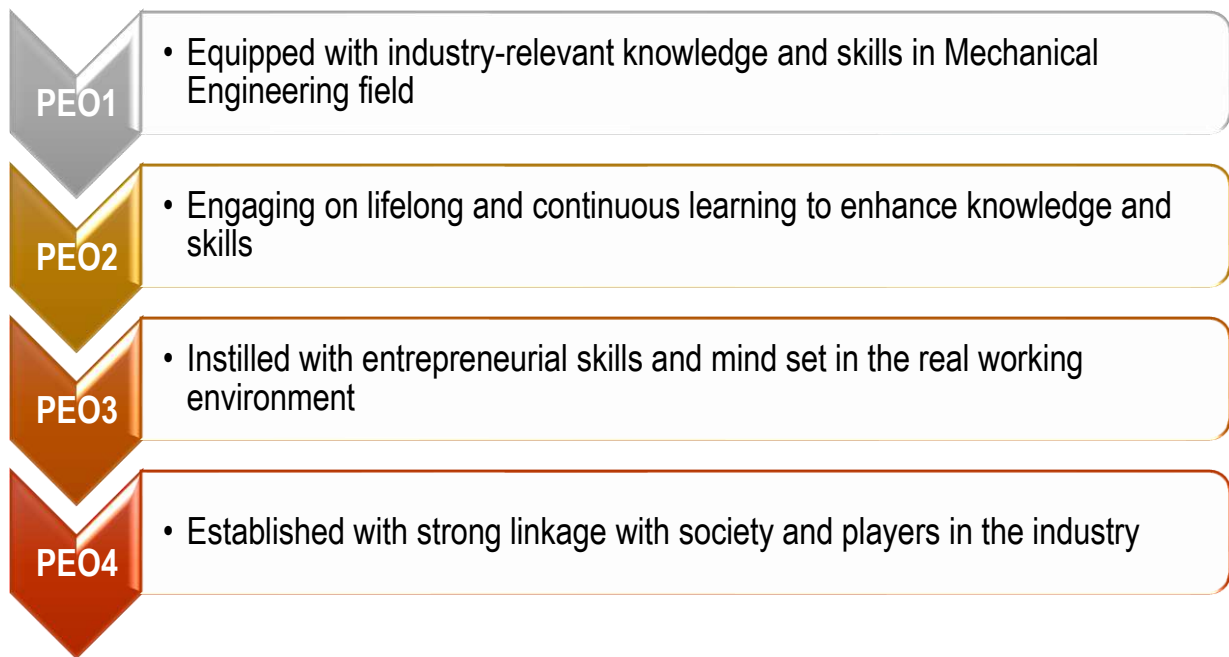 PEO1
• Equipped with industry-relevant knowledge and skills in Mechanical
Engineering field
PEO2
• Engaging on lifelong and continuous learning to enhance knowledge and
skills
PEO3
• Instilled with entrepreneurial skills and mind set in the real working
environment
PEO4
• Established with strong linkage with society and players in the industry